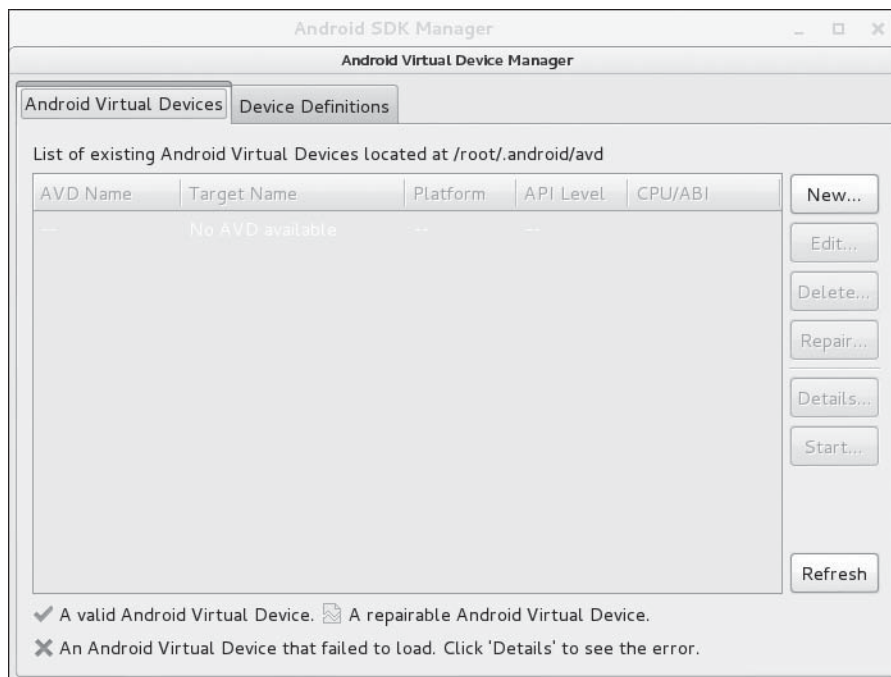 Android SDK Manager
Android Virtual Device Manager
Android Virtual Devices Device Definitions
List of existing Android Virtual Devices located at /root/.android/avd
AVD Name Target Name Platform API Level CPU/ABI
-- No AVD available -- --
New...
Edit...
Delete...
Repair...
Details...
Start...
Refresh
A valid Android Virtual Device. A repairable Android Virtual Device.
An Android Virtual Device that failed to load. Click 'Details' to see the error.